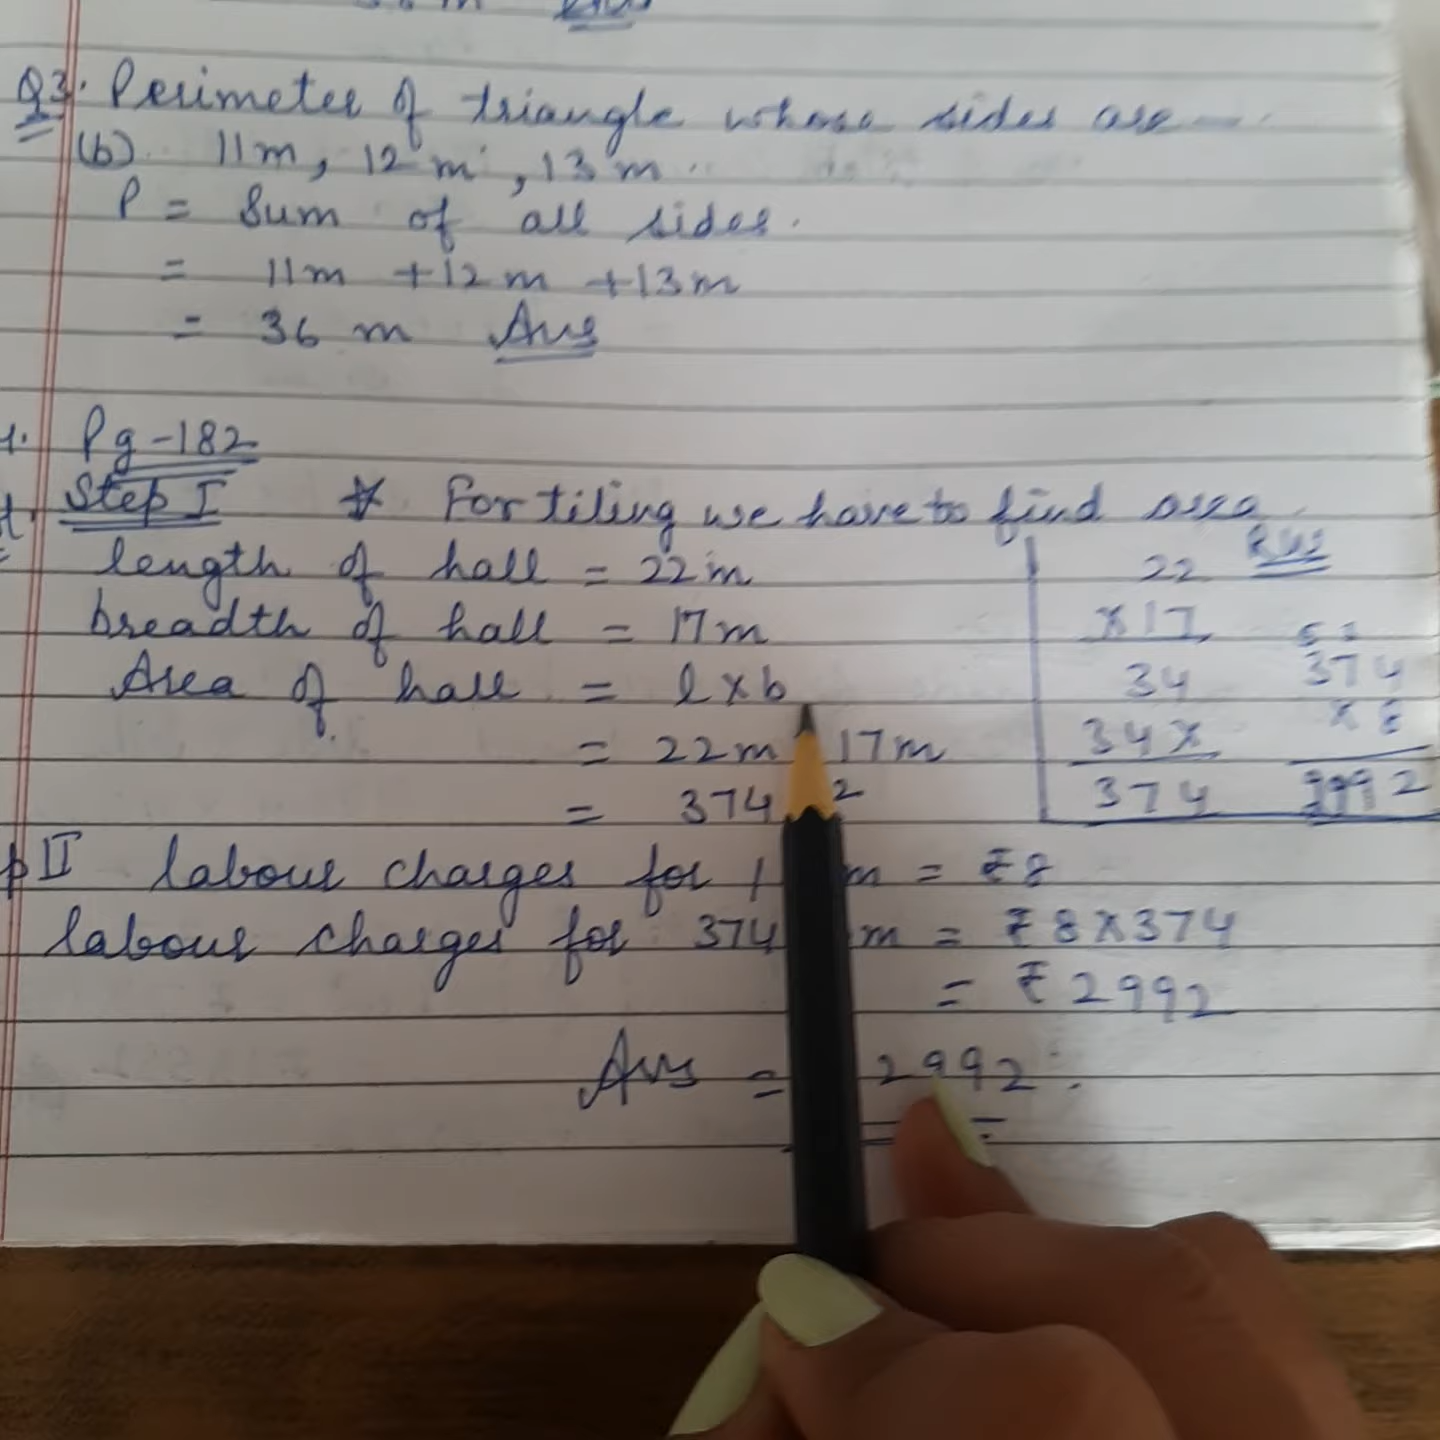 Q3. Perimeter of triangle whose sides are —
(b) 11m, 12m, 13m
P = Sum of all sides.
= 11m + 12m + 13m
= 36 m Ans
Pg-182
Step I * For tiling we have to find area
length of hall = 22m
breadth of hall = 17m
Area of hall = l x b
= 22m 17m
= 374 2
II labour charges for 1 m = ₹8
labour charges for 374 m = ₹8X374
= ₹2992
Ans = 2992.
22
X17
34
34x
374
374
x 8
2992